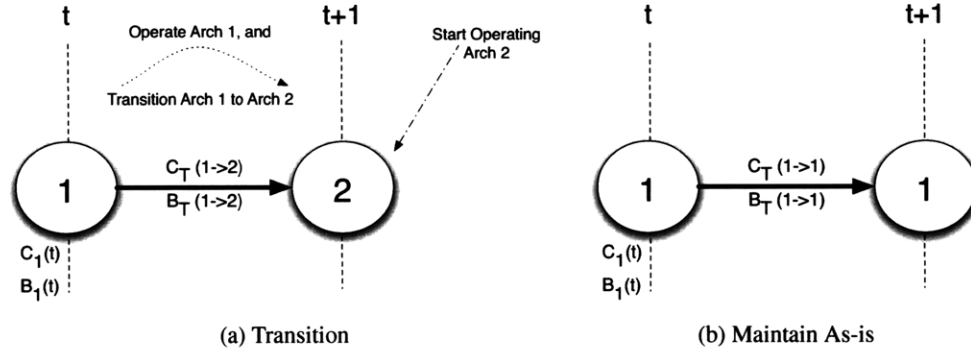 t
t+1
Operate Arch 1, and
Transition Arch 1 to Arch 2
Start Operating
Arch 2
1
C_T (1->2)
B_T (1->2)
2
C_1(t)
B_1(t)
(a) Transition
t
t+1
1
C_T (1->1)
B_T (1->1)
1
C_1(t)
B_1(t)
(b) Maintain As-is